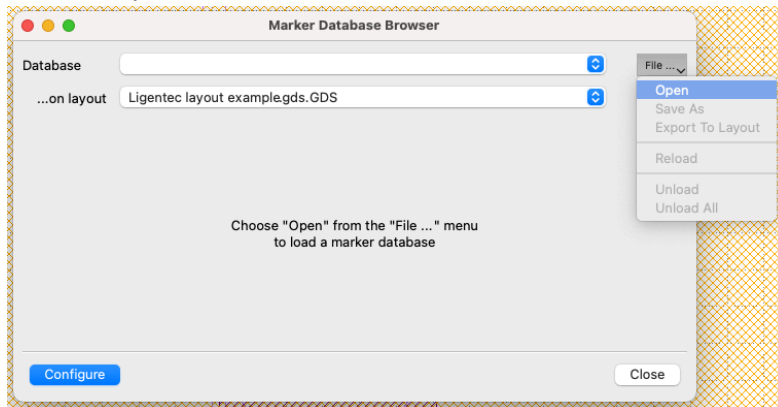 Marker Database Browser
Database
File ...
...on layout
Ligentec layout example.gds.GDS
Open
Save As
Export To Layout
Reload
Unload
Unload All
Choose "Open" from the "File ..." menu
to load a marker database
Configure
Close